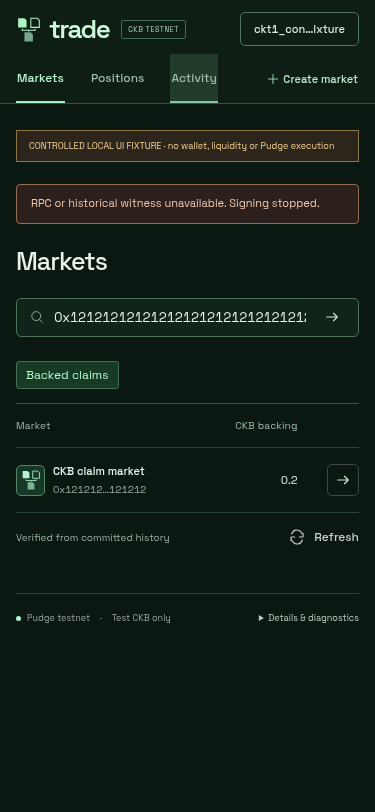 trade
CKB TESTNET
ckt1_con...ixture
Markets
Positions
Activity
Create market
CONTROLLED LOCAL UI FIXTURE · no wallet, liquidity or Pudge execution
RPC or historical witness unavailable. Signing stopped.
Markets
0x12121212121212121212121212121212
Backed claims
Market
CKB backing
CKB claim market
0x121212...121212
0.2
Verified from committed history
Refresh
Pudge testnet · Test CKB only
Details & diagnostics